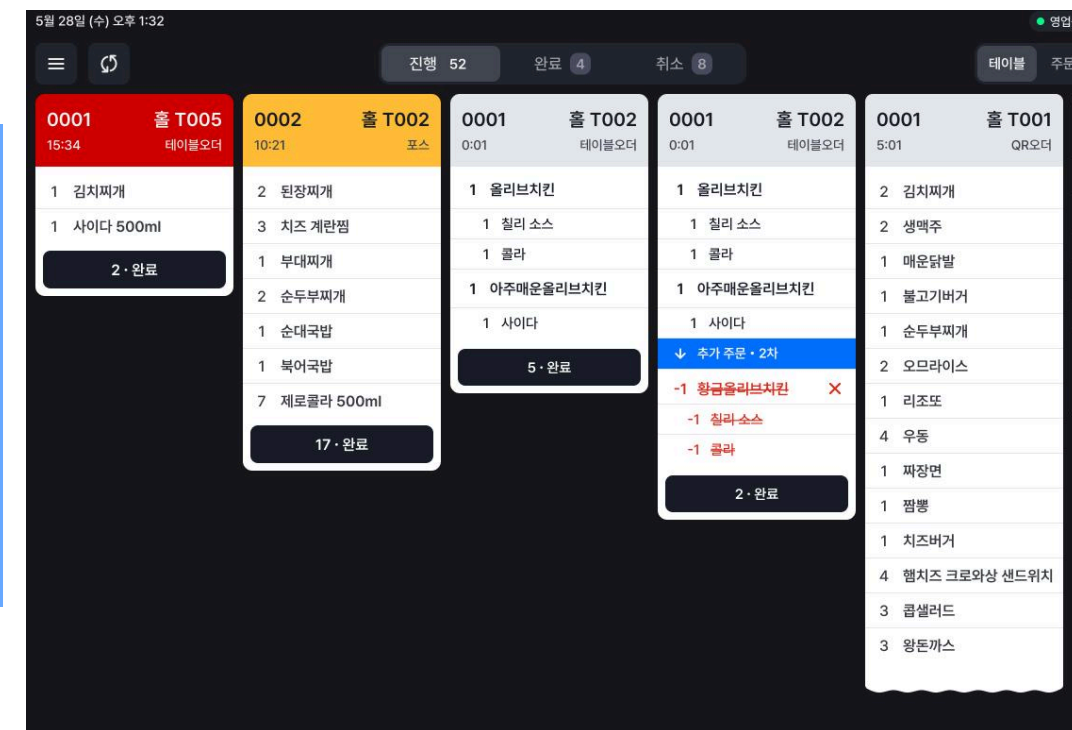 5월 28일 (수) 오후 1:32
영업
진행 52
완료 4
취소 8
테이블
주문
0001 홀 T005
15:34 테이블오더
1 김치찌개
1 사이다 500ml
2 · 완료
0002 홀 T002
10:21 포스
2 된장찌개
3 치즈 계란찜
1 부대찌개
2 순두부찌개
1 순대국밥
1 북어국밥
7 제로콜라 500ml
17 · 완료
0001 홀 T002
0:01 테이블오더
1 올리브치킨
1 칠리 소스
1 콜라
1 아주매운올리브치킨
1 사이다
5 · 완료
0001 홀 T002
0:01 테이블오더
1 올리브치킨
1 칠리 소스
1 콜라
1 아주매운올리브치킨
1 사이다
추가 주문 • 2차
-1 황금올리브치킨
-1 칠리 소스
-1 콜라
2 · 완료
0001 홀 T001
5:01 QR오더
2 김치찌개
2 생맥주
1 매운닭발
1 불고기버거
1 순두부찌개
2 오므라이스
1 리조또
4 우동
1 짜장면
1 짬뽕
1 치즈버거
4 햄치즈 크로와상 샌드위치
3 콥샐러드
3 왕돈까스